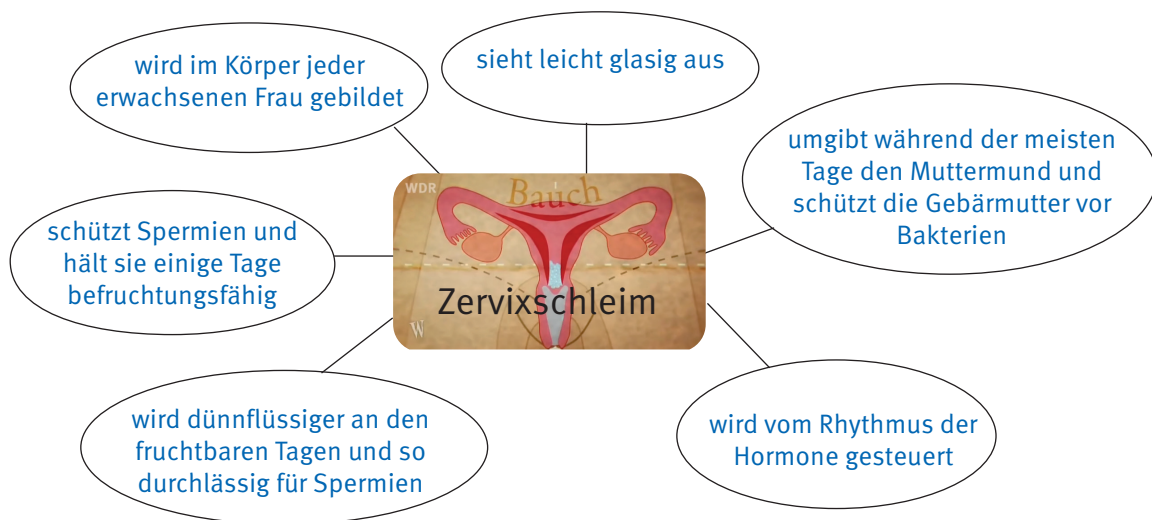 wird im Körper jeder
erwachsenen Frau gebildet
sieht leicht glasig aus
umgibt während der meisten
Tage den Muttermund und
schützt die Gebärmutter vor
Bakterien
schützt Spermien und
hält sie einige Tage
befruchtungsfähig
WDR
Bauch
Zervixschleim
W
wird dünnflüssiger an den
fruchtbaren Tagen und so
durchlässig für Spermien
wird vom Rhythmus der
Hormone gesteuert